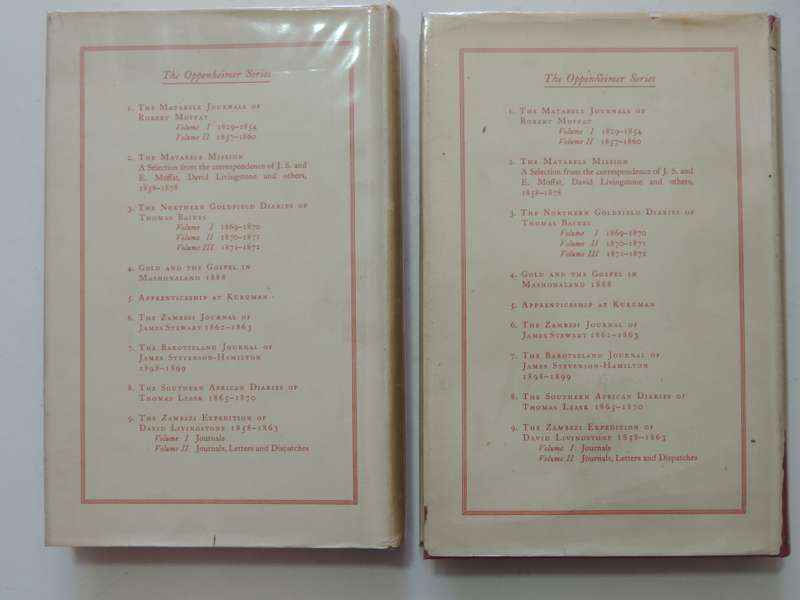 The Oppenheimer Series
1. The Matabele Journals of
Robert Moffat
Volume I 1829–1854
Volume II 1857–1860
2. The Matabele Mission
A Selection from the correspondence of J. S. and
E. Moffat, David Livingstone and others,
1858–1878
3. The Northern Goldfield Diaries of
Thomas Baines
Volume I 1869–1870
Volume II 1870–1871
Volume III 1871–1872
4. Gold and the Gospel in
Mashonaland 1888
5. Apprenticeship at Kuruman
6. The Zambesi Journal of
James Stewart 1862–1863
7. The Barotseland Journal of
James Stevenson-Hamilton
1898–1899
8. The Southern African Diaries of
Thomas Leask 1865–1870
9. The Zambezi Expedition of
David Livingstone 1858–1863
Volume I Journals
Volume II Journals, Letters and Dispatches
The Oppenheimer Series
1. The Matabele Journals of
Robert Moffat
Volume I 1829–1854
Volume II 1857–1860
2. The Matabele Mission
A Selection from the correspondence of J. S. and
E. Moffat, David Livingstone and others,
1858–1878
3. The Northern Goldfield Diaries of
Thomas Baines
Volume I 1869–1870
Volume II 1870–1871
Volume III 1871–1872
4. Gold and the Gospel in
Mashonaland 1888
5. Apprenticeship at Kuruman
6. The Zambesi Journal of
James Stewart 1862–1863
7. The Barotseland Journal of
James Stevenson-Hamilton
1898–1899
8. The Southern African Diaries of
Thomas Leask 1865–1870
9. The Zambezi Expedition of
David Livingstone 1858–1863
Volume I Journals
Volume II Journals, Letters and Dispatches